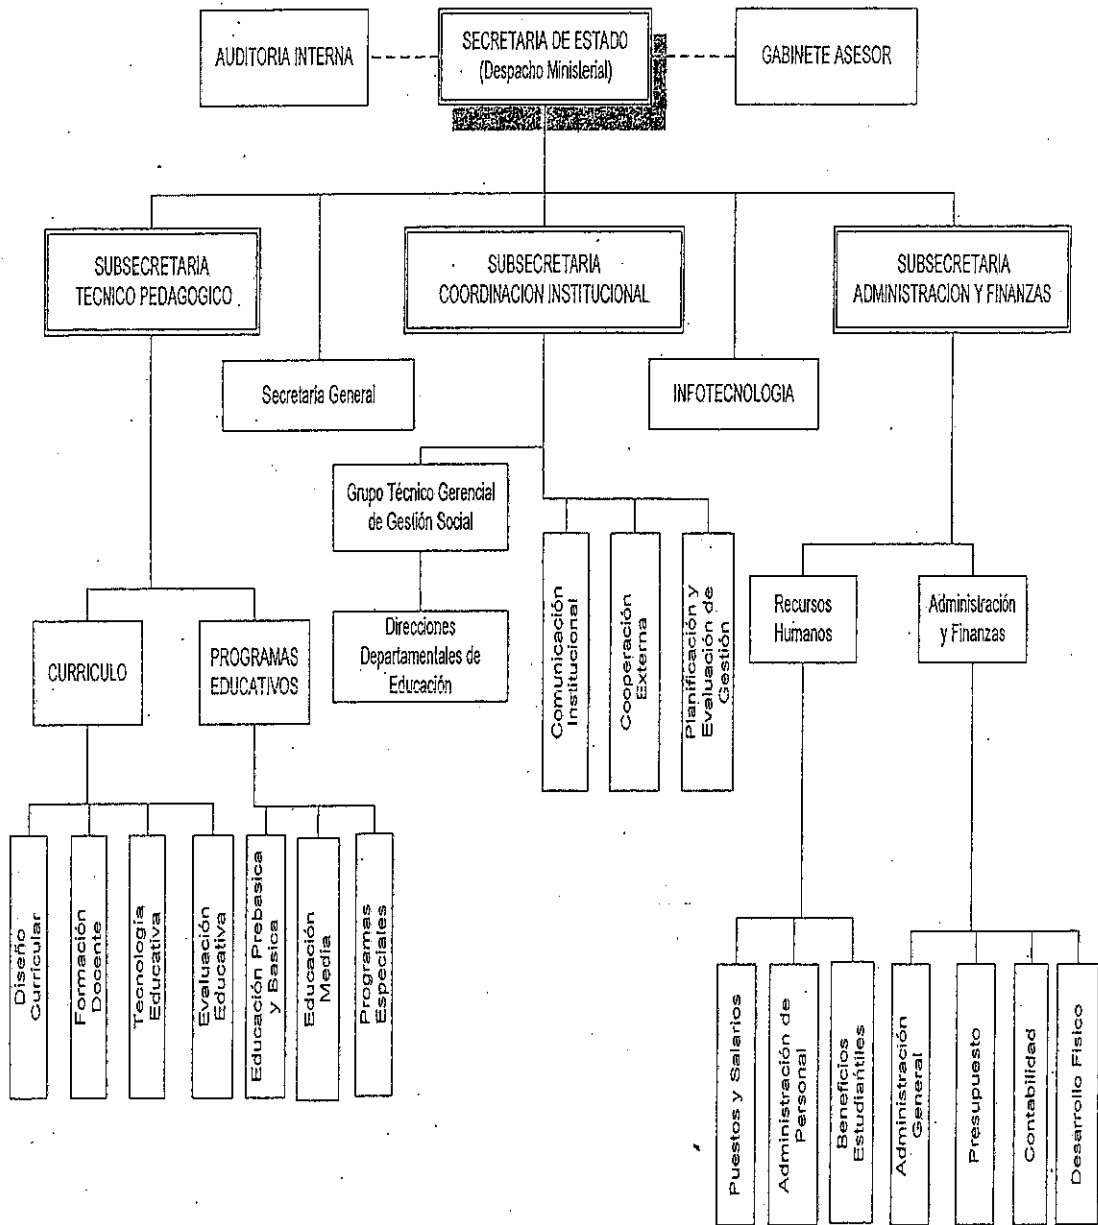 AUDITORIA INTERNA
SECRETARIA DE ESTADO
(Despacho Ministerial)
GABINETE ASESOR
SUBSECRETARIA
TECNICO PEDAGOGICO
SUBSECRETARIA
COORDINACION INSTITUCIONAL
SUBSECRETARIA
ADMINISTRACION Y FINANZAS
Secretaría General
INFOTECNOLOGIA
Grupo Técnico Gerencial
de Gestión Social
Direcciones
Departamentales de
Educación
Comunicación
Institucional
Cooperación
Externa
Planificación y
Evaluación de
Gestión
Recursos
Humanos
Administración
y Finanzas
CURRICULO
PROGRAMAS
EDUCATIVOS
Diseño
Curricular
Formación
Docente
Tecnología
Educativa
Evaluación
Educativa
Educación Prebasica
y Basica
Educación
Media
Programas
Especiales
Puestos y Salarios
Administración de
Personal
Beneficios
Estudiantiles
Administración
General
Presupuesto
Contabilidad
Desarrollo Fisico